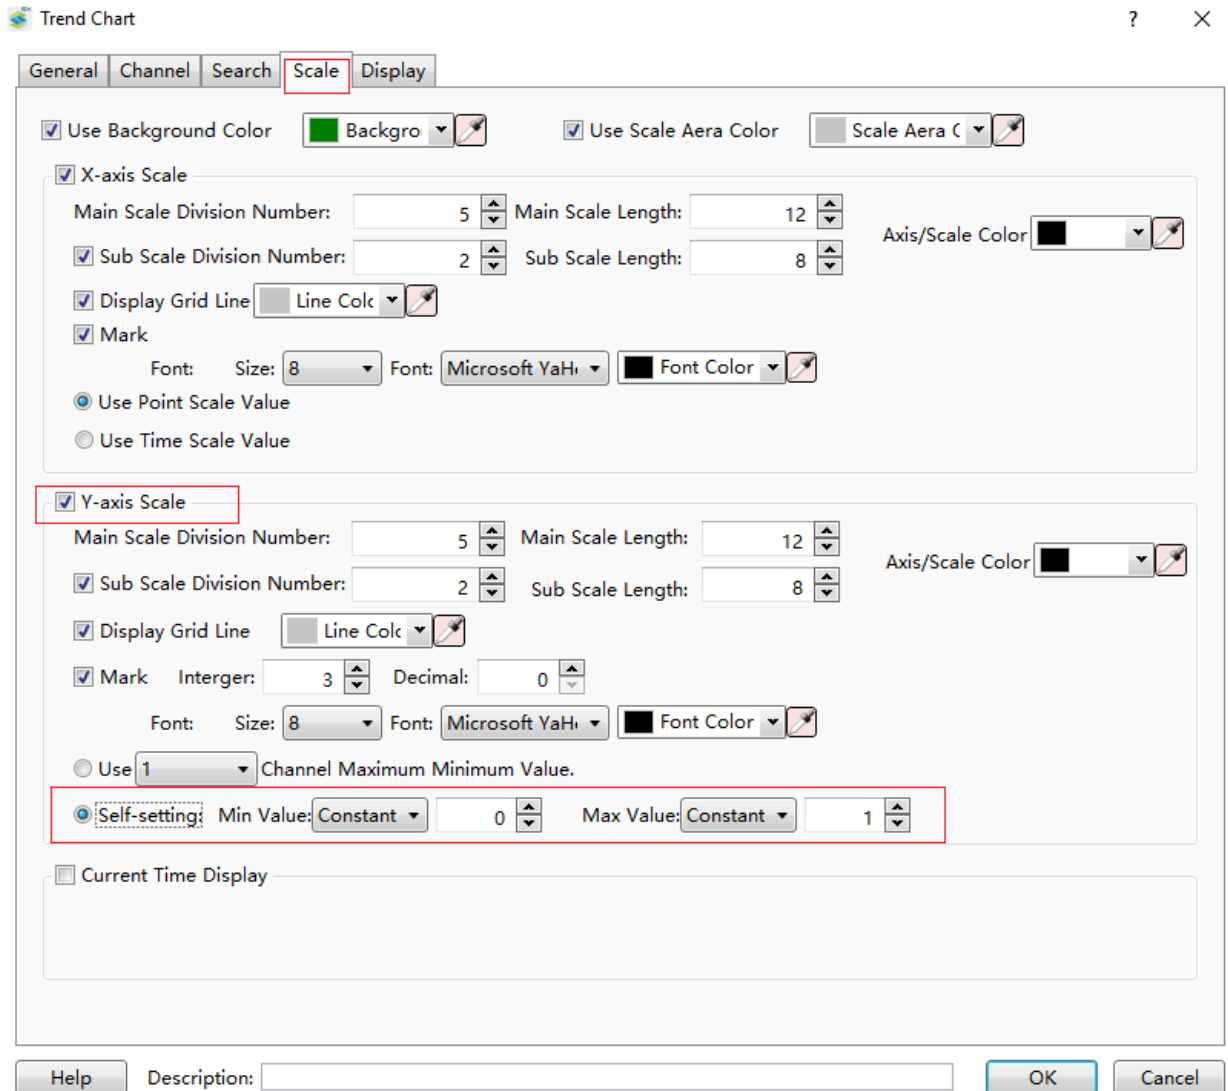 Trend Chart ?
General Channel Search Scale Display
Use Background Color Backgro Use Scale Aera Color Scale Aera C
X-axis Scale
Main Scale Division Number: 5 Main Scale Length: 12
Axis/Scale Color
Sub Scale Division Number: 2 Sub Scale Length: 8
Display Grid Line Line Colc
Mark
Font: Size: 8 Font: Microsoft YaH Font Color
Use Point Scale Value
Use Time Scale Value
Y-axis Scale
Main Scale Division Number: 5 Main Scale Length: 12
Axis/Scale Color
Sub Scale Division Number: 2 Sub Scale Length: 8
Display Grid Line Line Colc
Mark Interger: 3 Decimal: 0
Font: Size: 8 Font: Microsoft YaH Font Color
Use 1 Channel Maximum Minimum Value.
Self-setting: Min Value: Constant 0 Max Value: Constant 1
Current Time Display
Help Description: OK Cancel